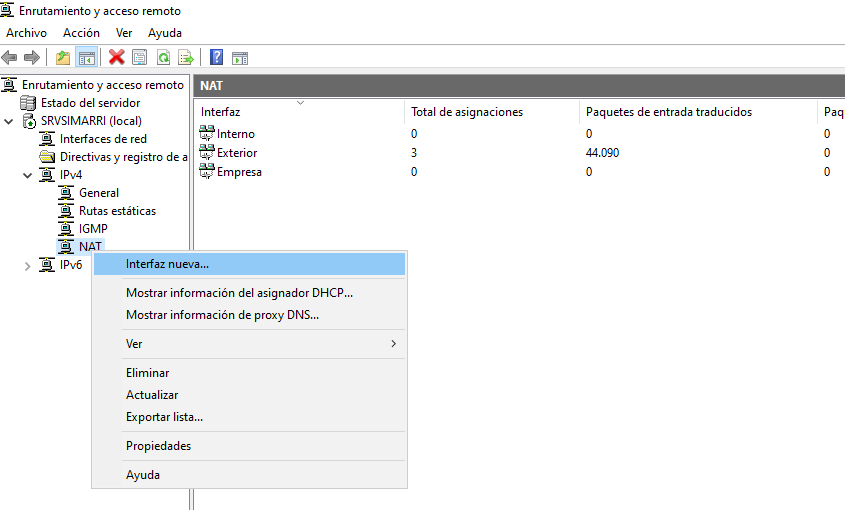 Enrutamiento y acceso remoto
Archivo Acción Ver Ayuda
Enrutamiento y acceso remoto
Estado del servidor
SRVSIMARRI (local)
Interfaces de red
Directivas y registro de a
IPv4
General
Rutas estáticas
IGMP
NAT
IPv6
NAT
Interfaz Total de asignaciones Paquetes de entrada traducidos Paq
Interno 0 0 0
Exterior 3 44.090 0
Empresa 0 0 0
Interfaz nueva...
Mostrar información del asignador DHCP...
Mostrar información de proxy DNS...
Ver
Eliminar
Actualizar
Exportar lista...
Propiedades
Ayuda